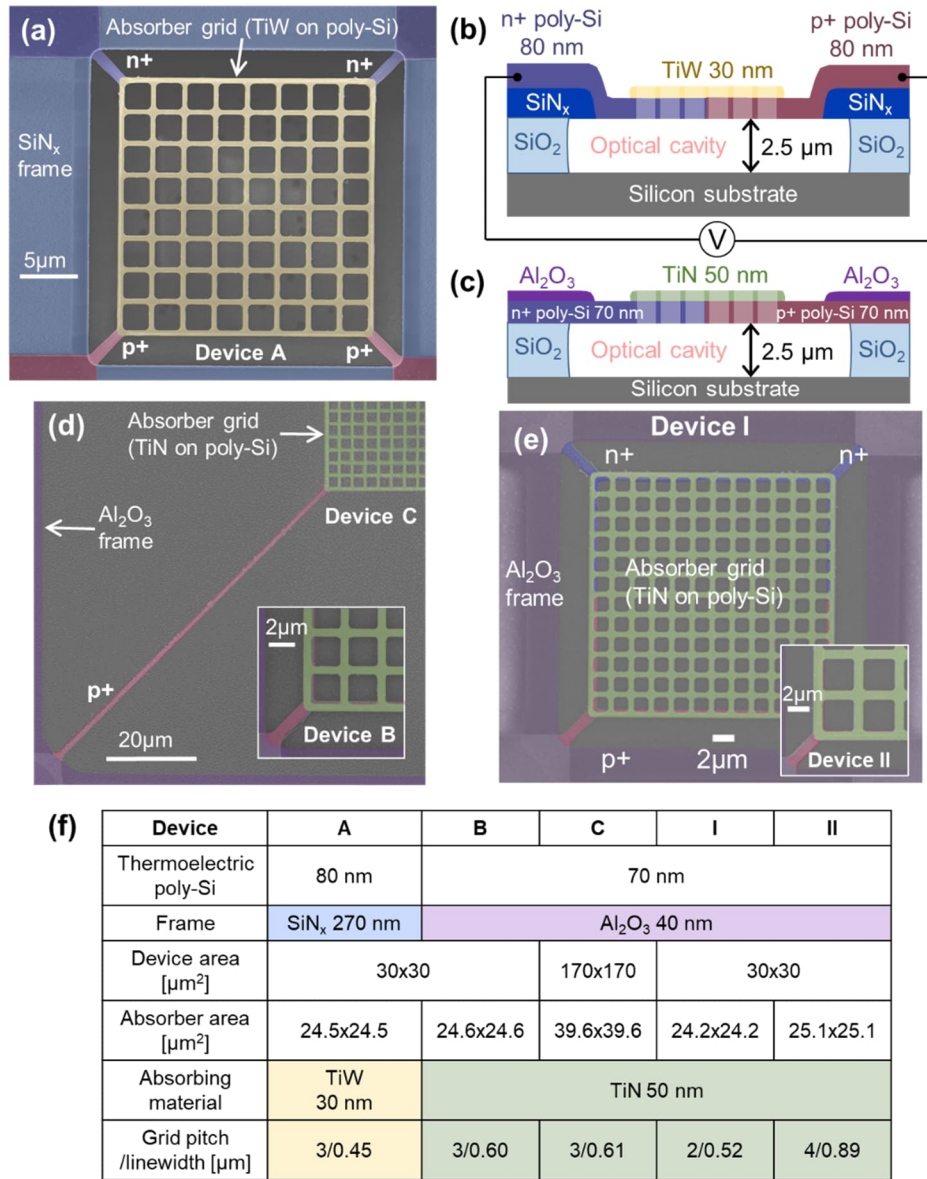 (a)
Absorber grid (TiW on poly-Si)
n+
n+
SiNx
frame
5μm
p+
Device A
p+
(b)
n+ poly-Si
80 nm
p+ poly-Si
80 nm
TiW 30 nm
SiNx
SiNx
SiO2
Optical cavity
2.5 μm
SiO2
Silicon substrate
V
(c)
Al2O3
TiN 50 nm
Al2O3
n+ poly-Si 70 nm
p+ poly-Si 70 nm
SiO2
Optical cavity
2.5 μm
SiO2
Silicon substrate
(d)
Absorber grid
(TiN on poly-Si)
Device C
Al2O3
frame
p+
20μm
2μm
Device B
(e)
Device I
n+
n+
Al2O3
frame
Absorber grid
(TiN on poly-Si)
p+
2μm
2μm
Device II
(f)
Device A B C I II
Thermoelectric
poly-Si
80 nm 70 nm
Frame SiNx 270 nm Al2O3 40 nm
Device area
[μm2]
30x30 170x170 30x30
Absorber area
[μm2]
24.5x24.5 24.6x24.6 39.6x39.6 24.2x24.2 25.1x25.1
Absorbing
material
TiW
30 nm
TiN 50 nm
Grid pitch
/linewidth [μm]
3/0.45 3/0.60 3/0.61 2/0.52 4/0.89